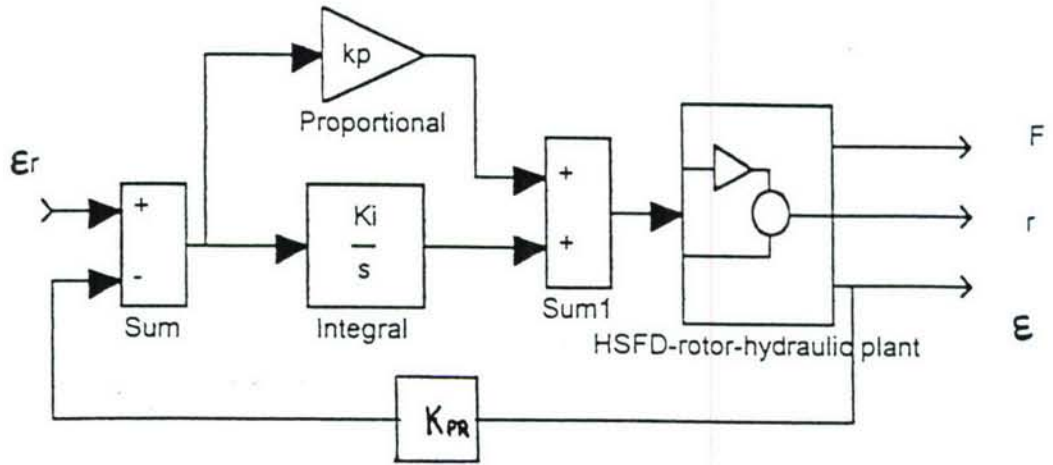 kp
Proportional
εr
+
-
Sum
Ki
s
Integral
+
+
Sum1
HSFD-rotor-hydraulic plant
F
r
ε
KPR